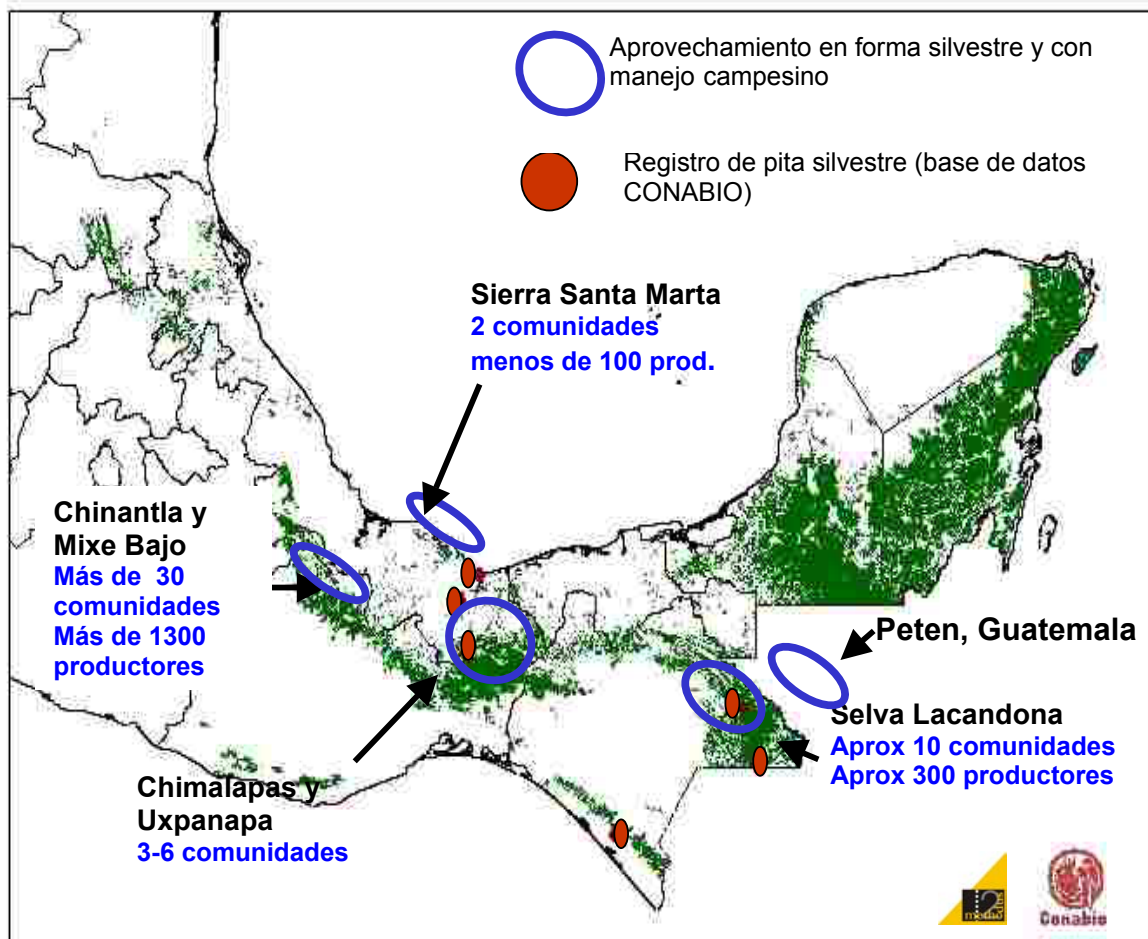 Aprovechamiento en forma silvestre y con
manejo campesino
Registro de pita silvestre (base de datos
CONABIO)
Sierra Santa Marta
2 comunidades
menos de 100 prod.
Chinantla y
Mixe Bajo
Más de 30
comunidades
Más de 1300
productores
Peten, Guatemala
Selva Lacandona
Aprox 10 comunidades
Aprox 300 productores
Chimalapas y
Uxpanapa
3-6 comunidades
Conabio